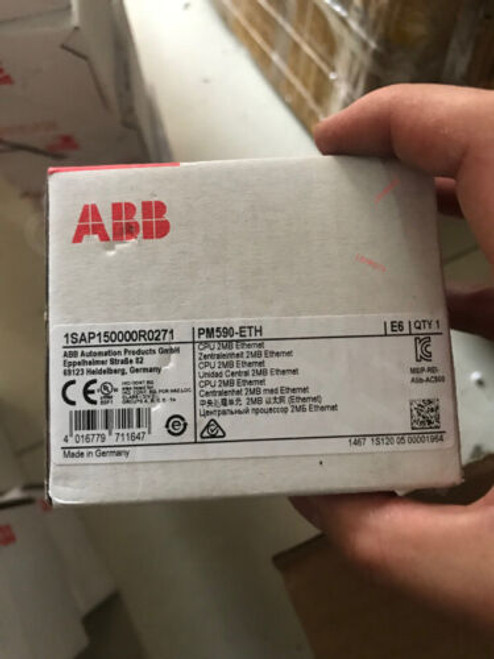 ABB
1SAP150000R0271
PM590-ETH
E6
QTY 1
ABB Automation Products GmbH
Eppelheimer Straße 82
69123 Heidelberg, Germany
CPU 2MB Ethernet
Zentraleinheit 2MB Ethernet
CPU 2MB Ethernet
Unidad Central 2MB Ethernet
CPU 2MB Ethernet
Centralenhet 2MB med Ethernet
中央处理单元, 2MB 以太网 (Ethernet)
Центральный процессор 2МБ Ethernet
CE
4 016779 711647
1467 1S120 05 00001964
Made in Germany